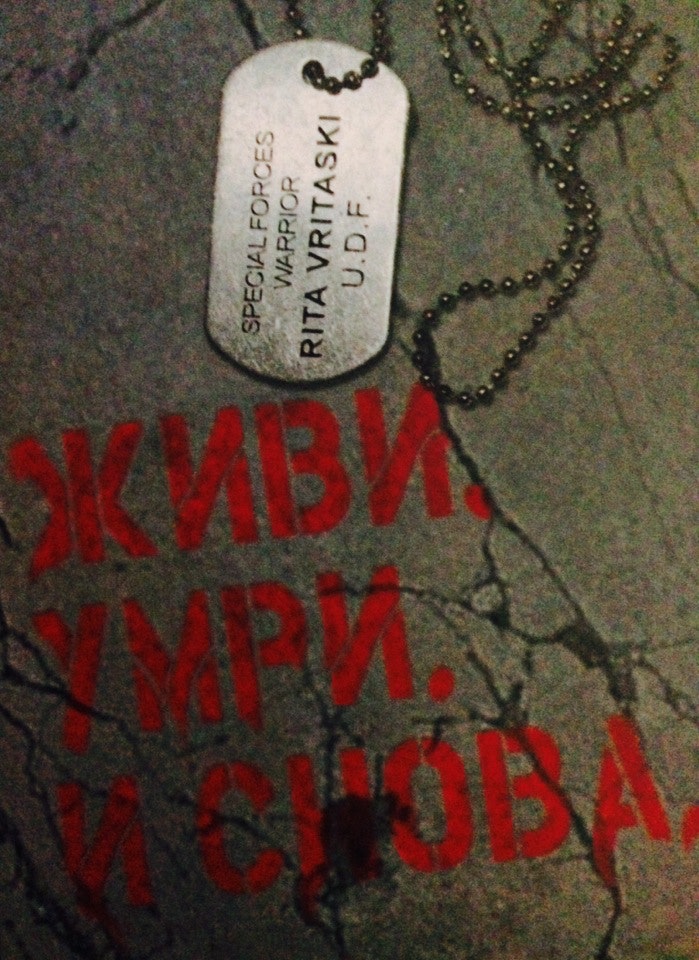 SPECIAL FORCES
WARRIOR
RITA VRITASKI
U.D.F.
ЖИВИ.
УМРИ.
И СНОВА.